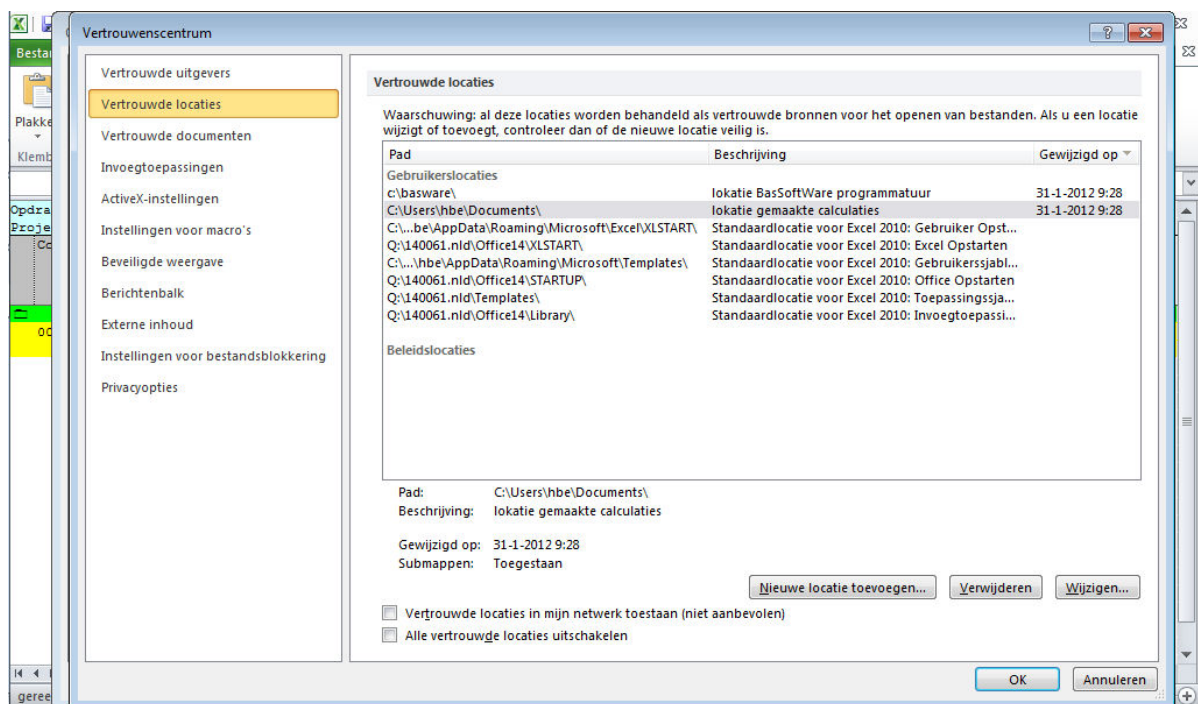 Vertrouwenscentrum
Vertrouwde uitgevers
Vertrouwde locaties
Vertrouwde documenten
Invoegtoepassingen
ActiveX-instellingen
Instellingen voor macro's
Beveiligde weergave
Berichtenbalk
Externe inhoud
Instellingen voor bestandsblokkering
Privacyopties
Vertrouwde locaties
Waarschuwing: al deze locaties worden behandeld als vertrouwde bronnen voor het openen van bestanden. Als u een locatie
wijzigt of toevoegt, controleer dan of de nieuwe locatie veilig is.
Pad Beschrijving Gewijzigd op
Gebruikerslocaties
c:\basware\ lokatie BasSoftWare programmatuur 31-1-2012 9:28
C:\Users\hbe\Documents\ lokatie gemaakte calculaties 31-1-2012 9:28
C:\...be\AppData\Roaming\Microsoft\Excel\XLSTART\ Standaardlocatie voor Excel 2010: Gebruiker Opst...
Q:\140061.nld\Office14\XLSTART\ Standaardlocatie voor Excel 2010: Excel Opstarten
C:\...\hbe\AppData\Roaming\Microsoft\Templates\ Standaardlocatie voor Excel 2010: Gebruikerssjabl...
Q:\140061.nld\Office14\STARTUP\ Standaardlocatie voor Excel 2010: Office Opstarten
Q:\140061.nld\Templates\ Standaardlocatie voor Excel 2010: Toepassingssja...
Q:\140061.nld\Office14\Library\ Standaardlocatie voor Excel 2010: Invoegtoepassi...
Beleidslocaties
Pad: C:\Users\hbe\Documents\
Beschrijving: lokatie gemaakte calculaties
Gewijzigd op: 31-1-2012 9:28
Submappen: Toegestaan
Nieuwe locatie toevoegen... Verwijderen Wijzigen...
Vertrouwde locaties in mijn netwerk toestaan (niet aanbevolen)
Alle vertrouwde locaties uitschakelen
OK Annuleren
Besta
Plakke
Klemb
Opdra
Proje
Co
00
geree